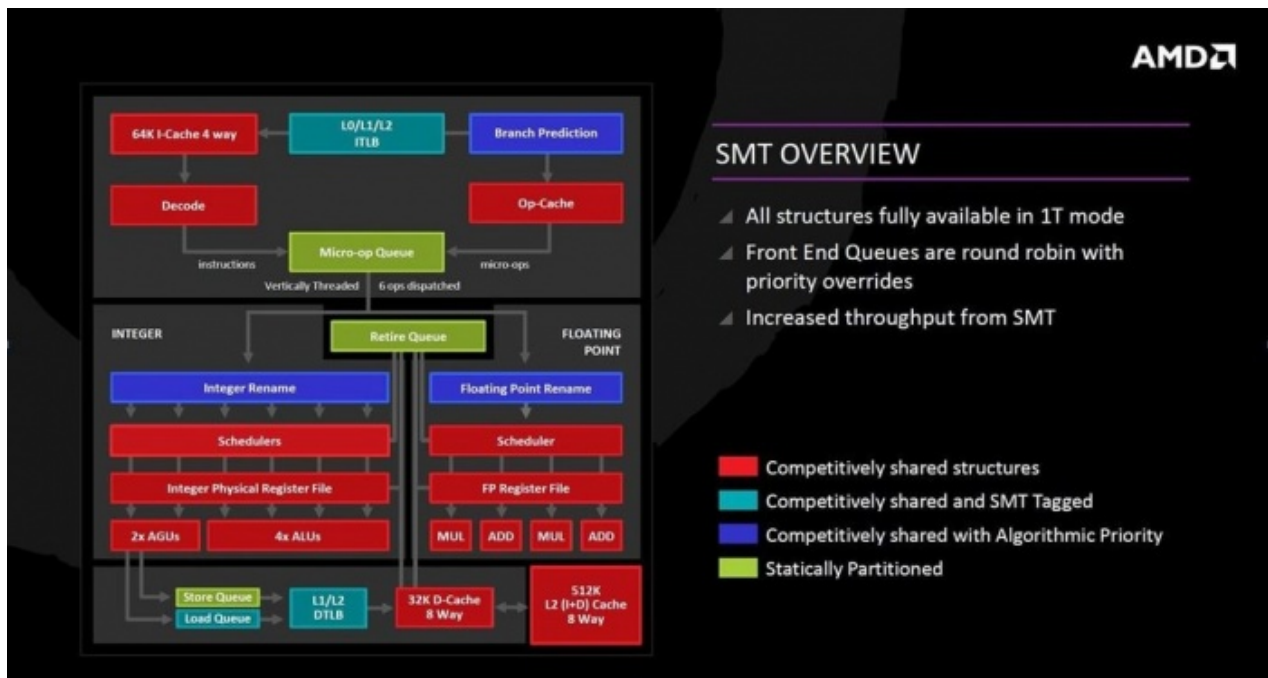 AMD
64K I-Cache 4 way
L0/L1/L2
ITLB
Branch Prediction
Decode
Op-Cache
Micro-op Queue
instructions
micro-ops
Vertically Threaded
6 ops dispatched
INTEGER
Retire Queue
FLOATING
POINT
Integer Rename
Floating Point Rename
Schedulers
Scheduler
Integer Physical Register File
FP Register File
2x AGUs
4x ALUs
MUL
ADD
MUL
ADD
Store Queue
Load Queue
L1/L2
DTLB
32K D-Cache
8 Way
512K
L2 (I+D) Cache
8 Way
SMT OVERVIEW
All structures fully available in 1T mode
Front End Queues are round robin with
priority overrides
Increased throughput from SMT
Competitively shared structures
Competitively shared and SMT Tagged
Competitively shared with Algorithmic Priority
Statically Partitioned